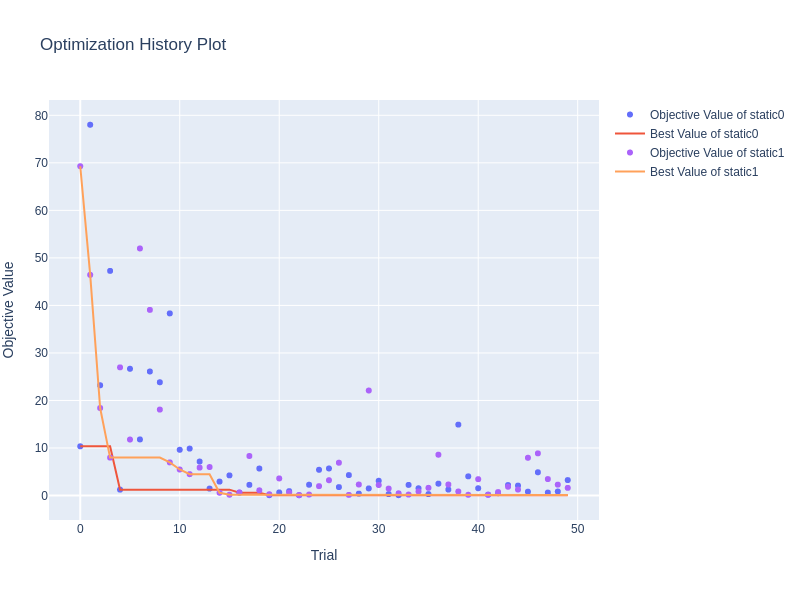 Optimization History Plot
Objective Value of static0
Best Value of static0
Objective Value of static1
Best Value of static1
Objective Value
80
70
60
50
40
30
20
10
0
0
10
20
30
40
50
Trial